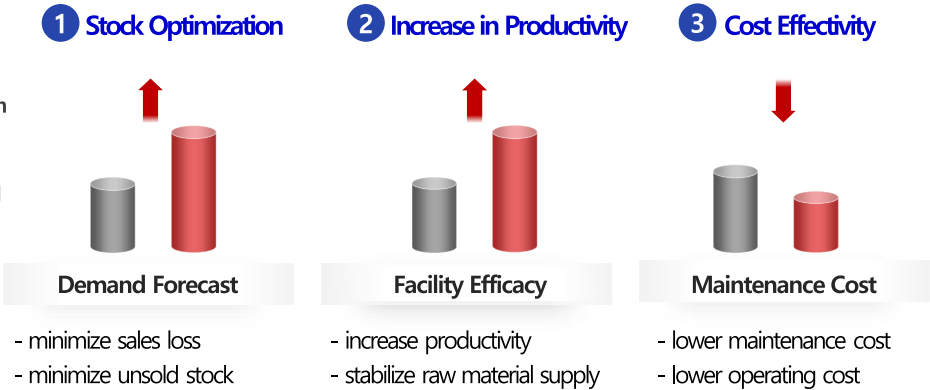 1 Stock Optimization
2 Increase in Productivity
3 Cost Effectivity
Demand Forecast
Facility Efficacy
Maintenance Cost
- minimize sales loss
- minimize unsold stock
- increase productivity
- stabilize raw material supply
- lower maintenance cost
- lower operating cost